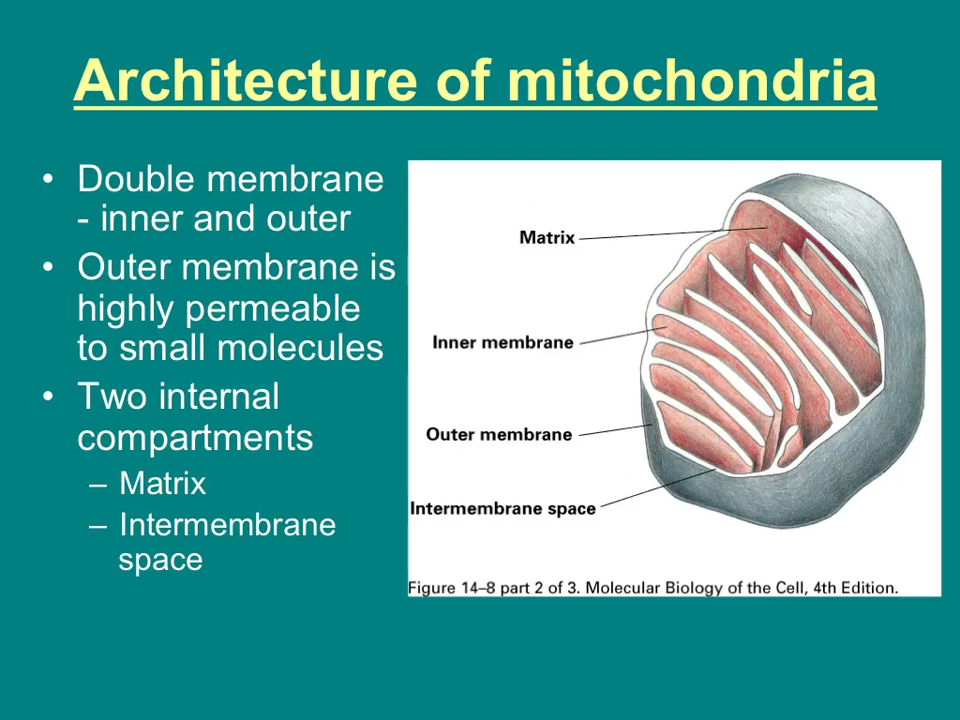 Architecture of mitochondria
• Double membrane
- inner and outer
• Outer membrane is
highly permeable
to small molecules
• Two internal
compartments
– Matrix
– Intermembrane
space
Matrix
Inner membrane
Outer membrane
Intermembrane space
Figure 14–8 part 2 of 3. Molecular Biology of the Cell, 4th Edition.